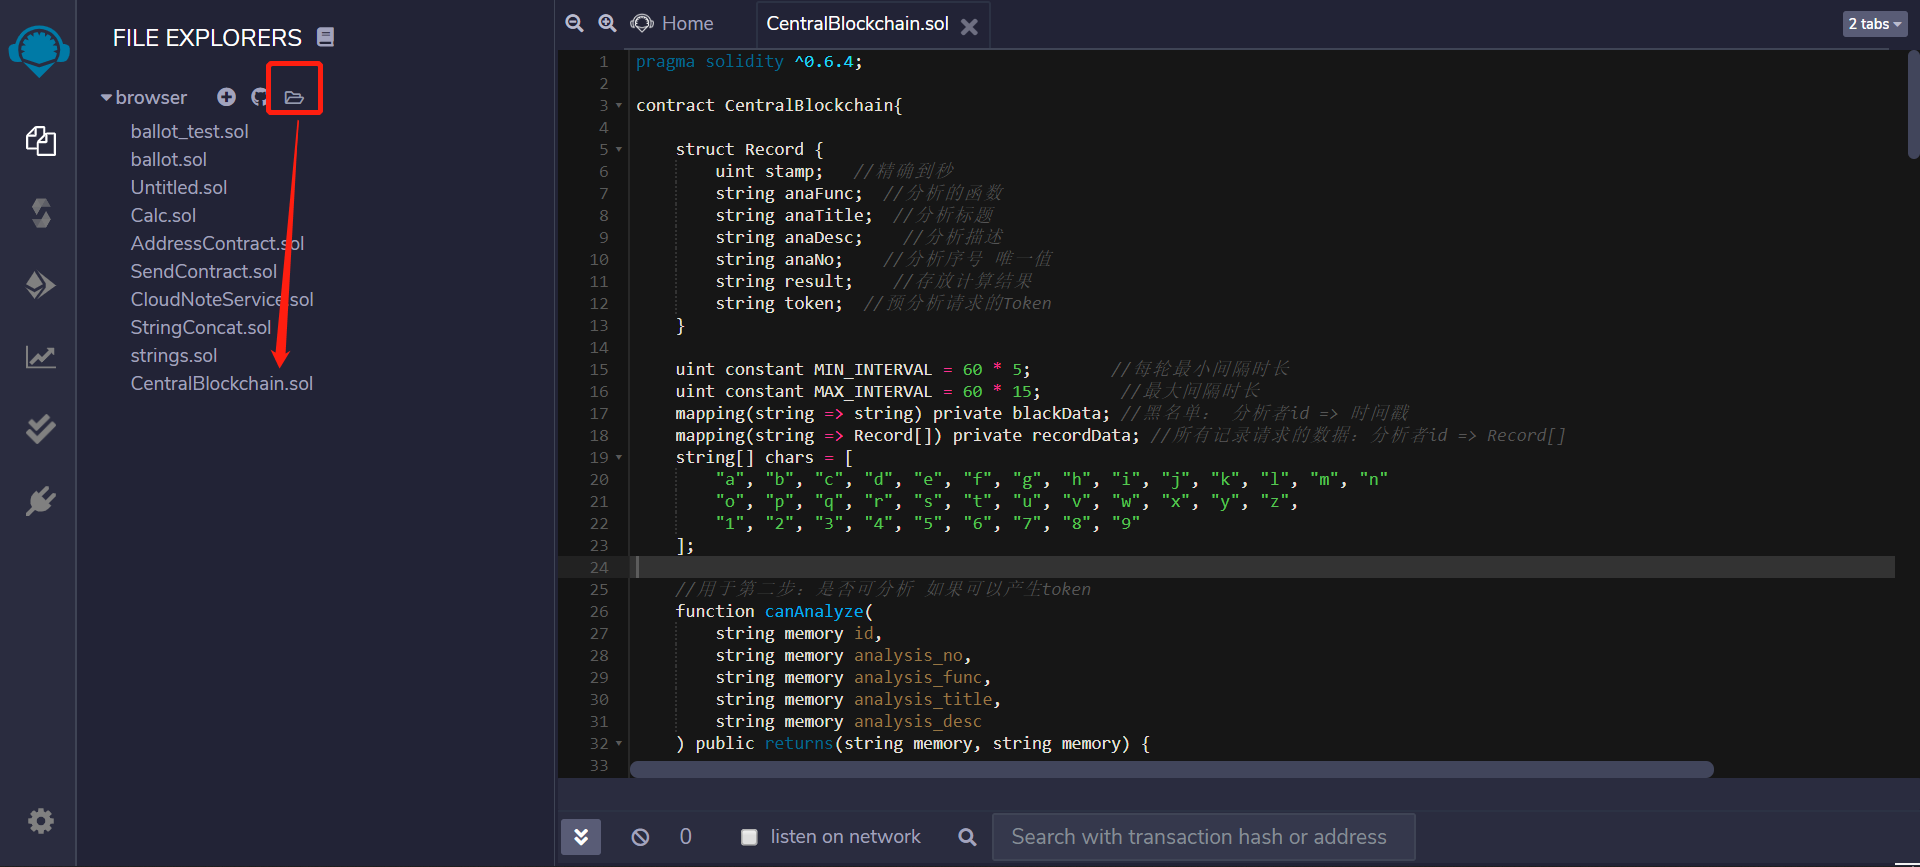 FILE EXPLORERS
browser
ballot_test.sol
ballot.sol
Untitled.sol
Calc.sol
AddressContract.sol
SendContract.sol
CloudNoteService.sol
StringConcat.sol
strings.sol
CentralBlockchain.sol
Home
CentralBlockchain.sol
2 tabs
1 pragma solidity ^0.6.4;
2
3 contract CentralBlockchain{
4
5 struct Record {
6 uint stamp; //精确到秒
7 string anaFunc; //分析的函数
8 string anaTitle; //分析标题
9 string anaDesc; //分析描述
10 string anaNo; //分析序号 唯一值
11 string result; //存放计算结果
12 string token; //预分析请求的Token
13 }
14
15 uint constant MIN_INTERVAL = 60 * 5; //每轮最小间隔时长
16 uint constant MAX_INTERVAL = 60 * 15; //最大间隔时长
17 mapping(string => string) private blackData; //黑名单： 分析者id => 时间戳
18 mapping(string => Record[]) private recordData; //所有记录请求的数据：分析者id => Record[]
19 string[] chars = [
20 "a", "b", "c", "d", "e", "f", "g", "h", "i", "j", "k", "l", "m", "n"
21 "o", "p", "q", "r", "s", "t", "u", "v", "w", "x", "y", "z",
22 "1", "2", "3", "4", "5", "6", "7", "8", "9"
23 ];
24
25 //用于第二步：是否可分析 如果可以产生token
26 function canAnalyze(
27 string memory id,
28 string memory analysis_no,
29 string memory analysis_func,
30 string memory analysis_title,
31 string memory analysis_desc
32 ) public returns(string memory, string memory) {
33
0
listen on network
Search with transaction hash or address